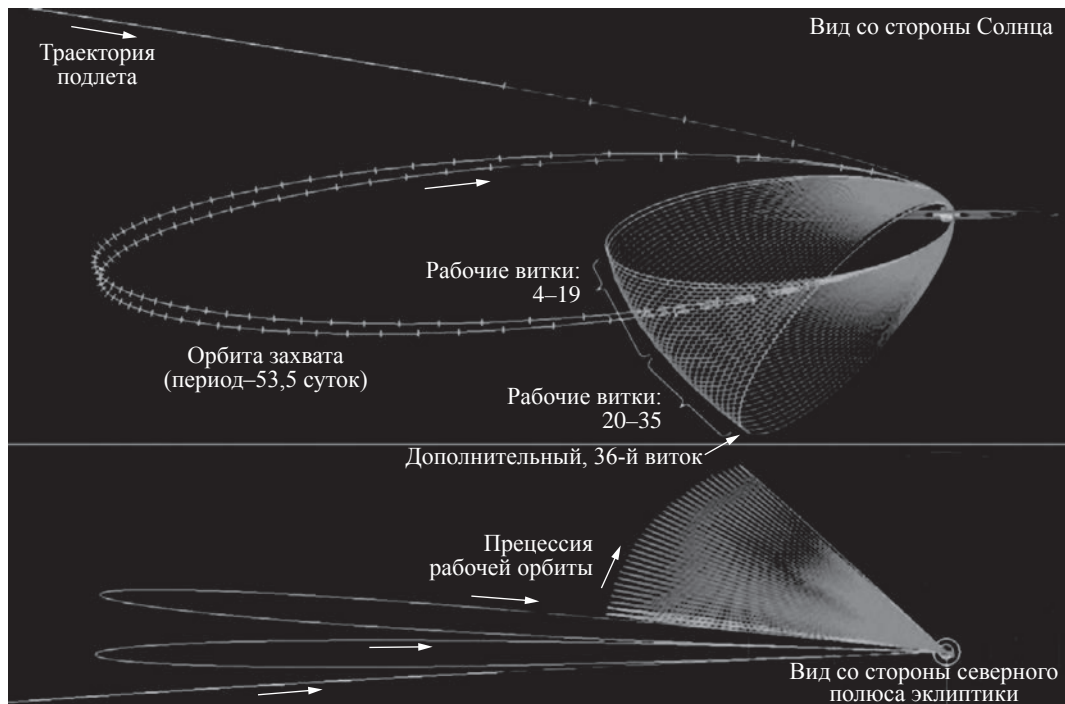 Вид со стороны Солнца
Траектория
подлета
Рабочие витки:
4–19
Орбита захвата
(период–53,5 суток)
Рабочие витки:
20–35
Дополнительный, 36-й виток
Прецессия
рабочей орбиты
Вид со стороны северного
полюса эклиптики